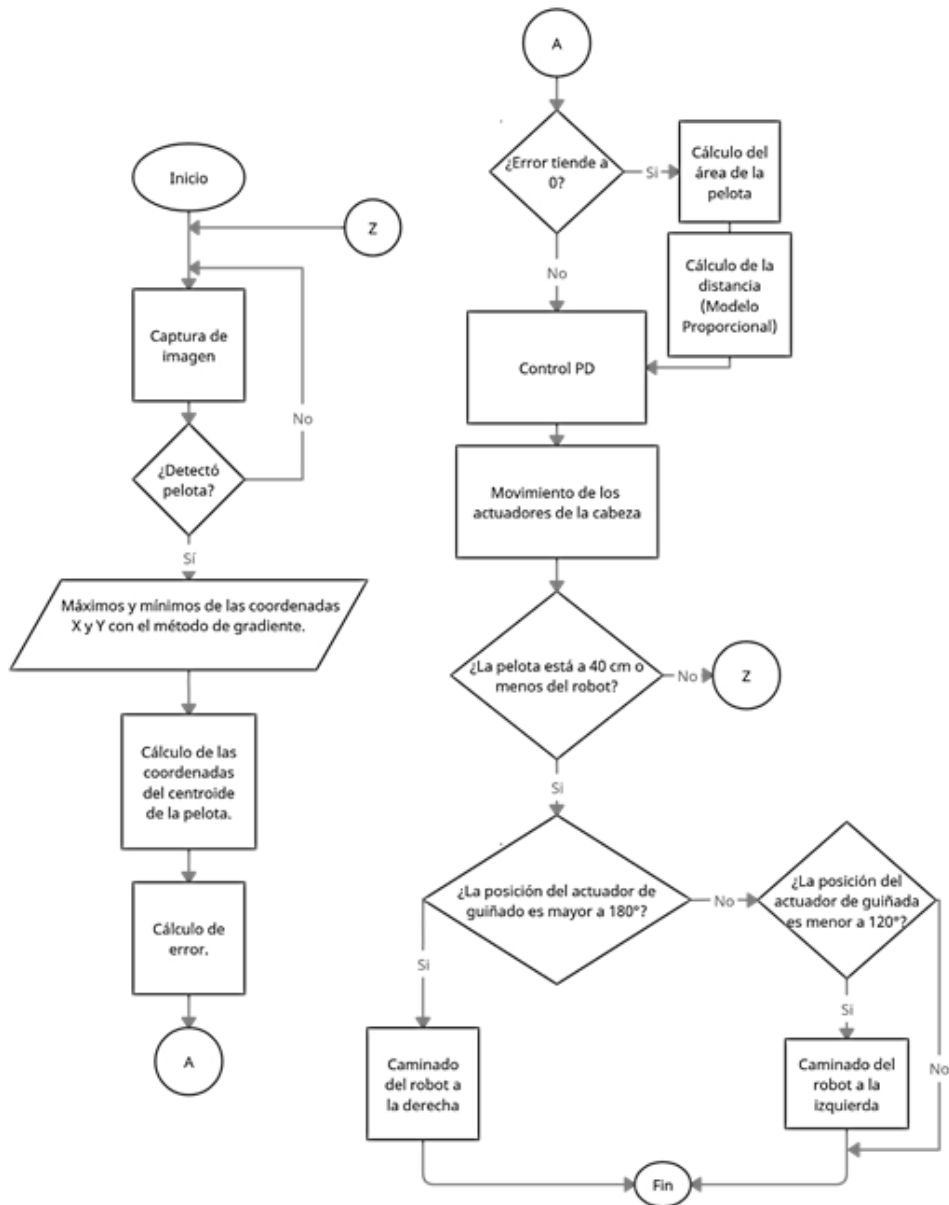 Inicio
Z
Captura de
imagen
No
¿Detectó
pelota?
Sí
Máximos y mínimos de las coordenadas
X y Y con el método de gradiente.
Cálculo de las
coordenadas
del centroide
de la pelota.
Cálculo de
error.
A
A
¿Error tiende a
0?
Si
Cálculo del
área de la
pelota
No
Cálculo de la
distancia
(Modelo
Proporcional)
Control PD
Movimiento de los
actuadores de la cabeza
¿La pelota está a 40 cm o
menos del robot?
No
Z
Si
¿La posición del actuador de
guiñado es mayor a 180°?
No
¿La posición del
actuador de guiñada
es menor a 120°?
Si
Si
No
Caminado
del robot a
la derecha
Caminado del
robot a la
izquierda
Fin